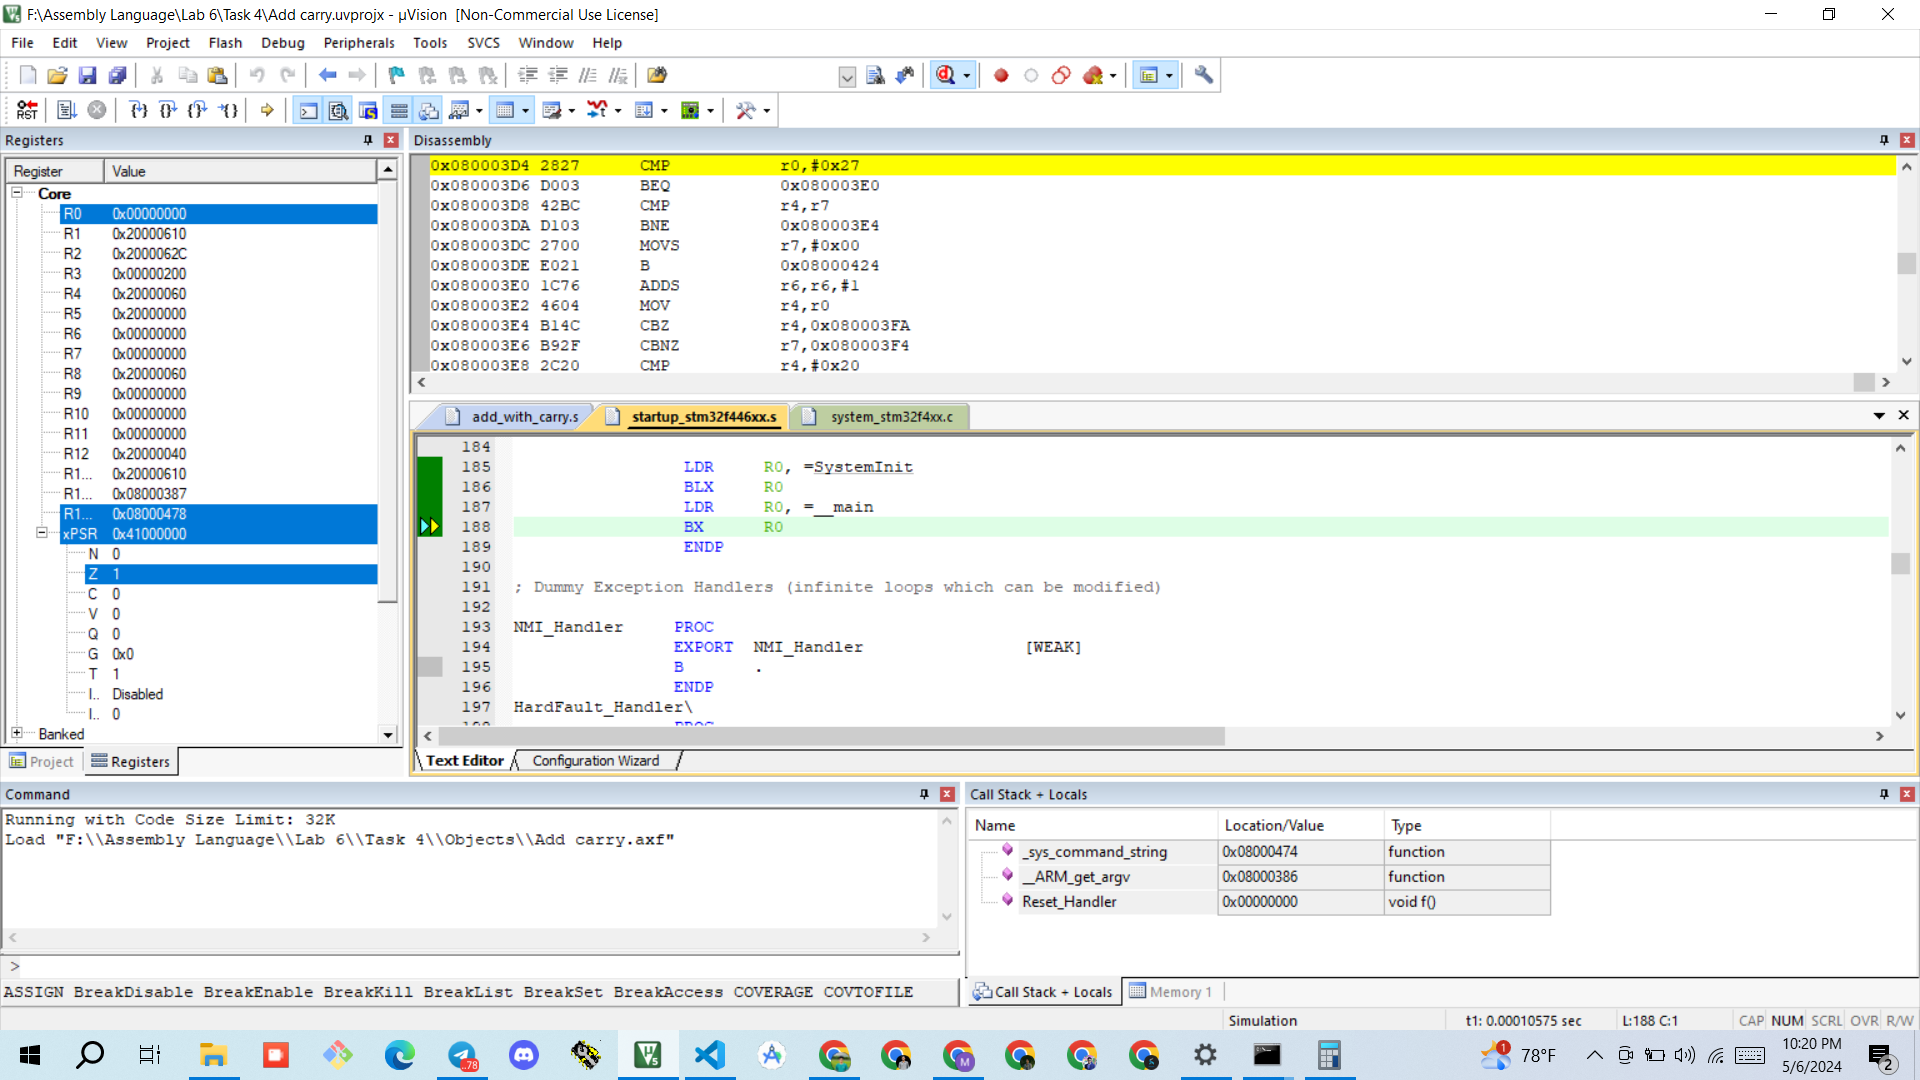 F:\Assembly Language\Lab 6\Task 4\Add carry.uvprojx - µVision  [Non-Commercial Use License]
File Edit View Project Flash Debug Peripherals Tools SVCS Window Help
RST
Registers
Register Value
Core
R0 0x00000000
R1 0x20000610
R2 0x2000062C
R3 0x00000200
R4 0x20000060
R5 0x20000000
R6 0x00000000
R7 0x00000000
R8 0x20000060
R9 0x00000000
R10 0x00000000
R11 0x00000000
R12 0x20000040
R1... 0x20000610
R1... 0x08000387
R1... 0x08000478
xPSR 0x41000000
N 0
Z 1
C 0
V 0
Q 0
G 0x0
T 1
I.. Disabled
I.. 0
Banked
Project Registers
Disassembly
0x080003D4 2827 CMP r0,#0x27
0x080003D6 D003 BEQ 0x080003E0
0x080003D8 42BC CMP r4,r7
0x080003DA D103 BNE 0x080003E4
0x080003DC 2700 MOVS r7,#0x00
0x080003DE E021 B 0x08000424
0x080003E0 1C76 ADDS r6,r6,#1
0x080003E2 4604 MOV r4,r0
0x080003E4 B14C CBZ r4,0x080003FA
0x080003E6 B92F CBNZ r7,0x080003F4
0x080003E8 2C20 CMP r4,#0x20
add_with_carry.s startup_stm32f446xx.s system_stm32f4xx.c
184
185 LDR R0, =SystemInit
186 BLX R0
187 LDR R0, =__main
188 BX R0
189 ENDP
190
191 ; Dummy Exception Handlers (infinite loops which can be modified)
192
193 NMI_Handler PROC
194 EXPORT NMI_Handler [WEAK]
195 B .
196 ENDP
197 HardFault_Handler\
198 PROC
Text Editor Configuration Wizard
Command
Running with Code Size Limit: 32K
Load "F:\\Assembly Language\\Lab 6\\Task 4\\Objects\\Add carry.axf"
>
ASSIGN BreakDisable BreakEnable BreakKill BreakList BreakSet BreakAccess COVERAGE COVTOFILE
Call Stack + Locals
Name Location/Value Type
_sys_command_string 0x08000474 function
__ARM_get_argv 0x08000386 function
Reset_Handler 0x00000000 void f()
Call Stack + Locals Memory 1
Simulation t1: 0.00010575 sec L:188 C:1 CAP NUM SCRL OVR R/W
78°F
10:20 PM
5/6/2024